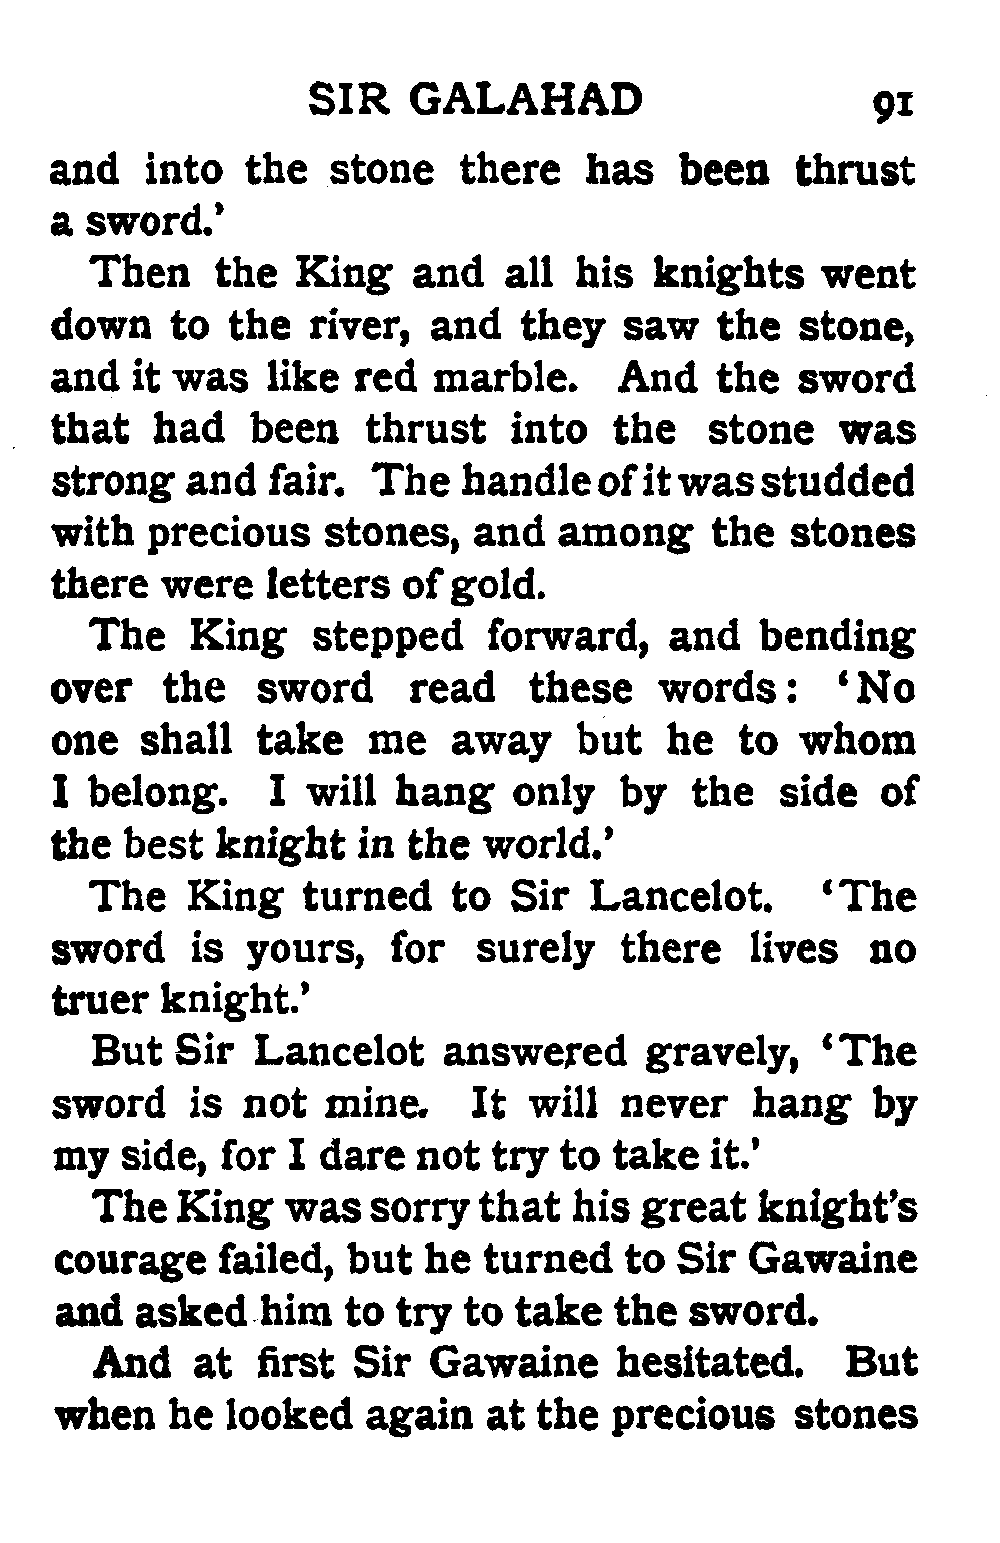 SIR GALAHAD 91
and into the stone there has been thrust
a sword.'
Then the King and all his knights went
down to the river, and they saw the stone,
and it was like red marble. And the sword
that had been thrust into the stone was
strong and fair. The handle of it was studded
with precious stones, and among the stones
there were letters of gold.
The King stepped forward, and bending
over the sword read these words: 'No
one shall take me away but he to whom
I belong. I will hang only by the side of
the best knight in the world.'
The King turned to Sir Lancelot. 'The
sword is yours, for surely there lives no
truer knight.'
But Sir Lancelot answered gravely, 'The
sword is not mine. It will never hang by
my side, for I dare not try to take it.'
The King was sorry that his great knight's
courage failed, but he turned to Sir Gawaine
and asked him to try to take the sword.
And at first Sir Gawaine hesitated. But
when he looked again at the precious stones